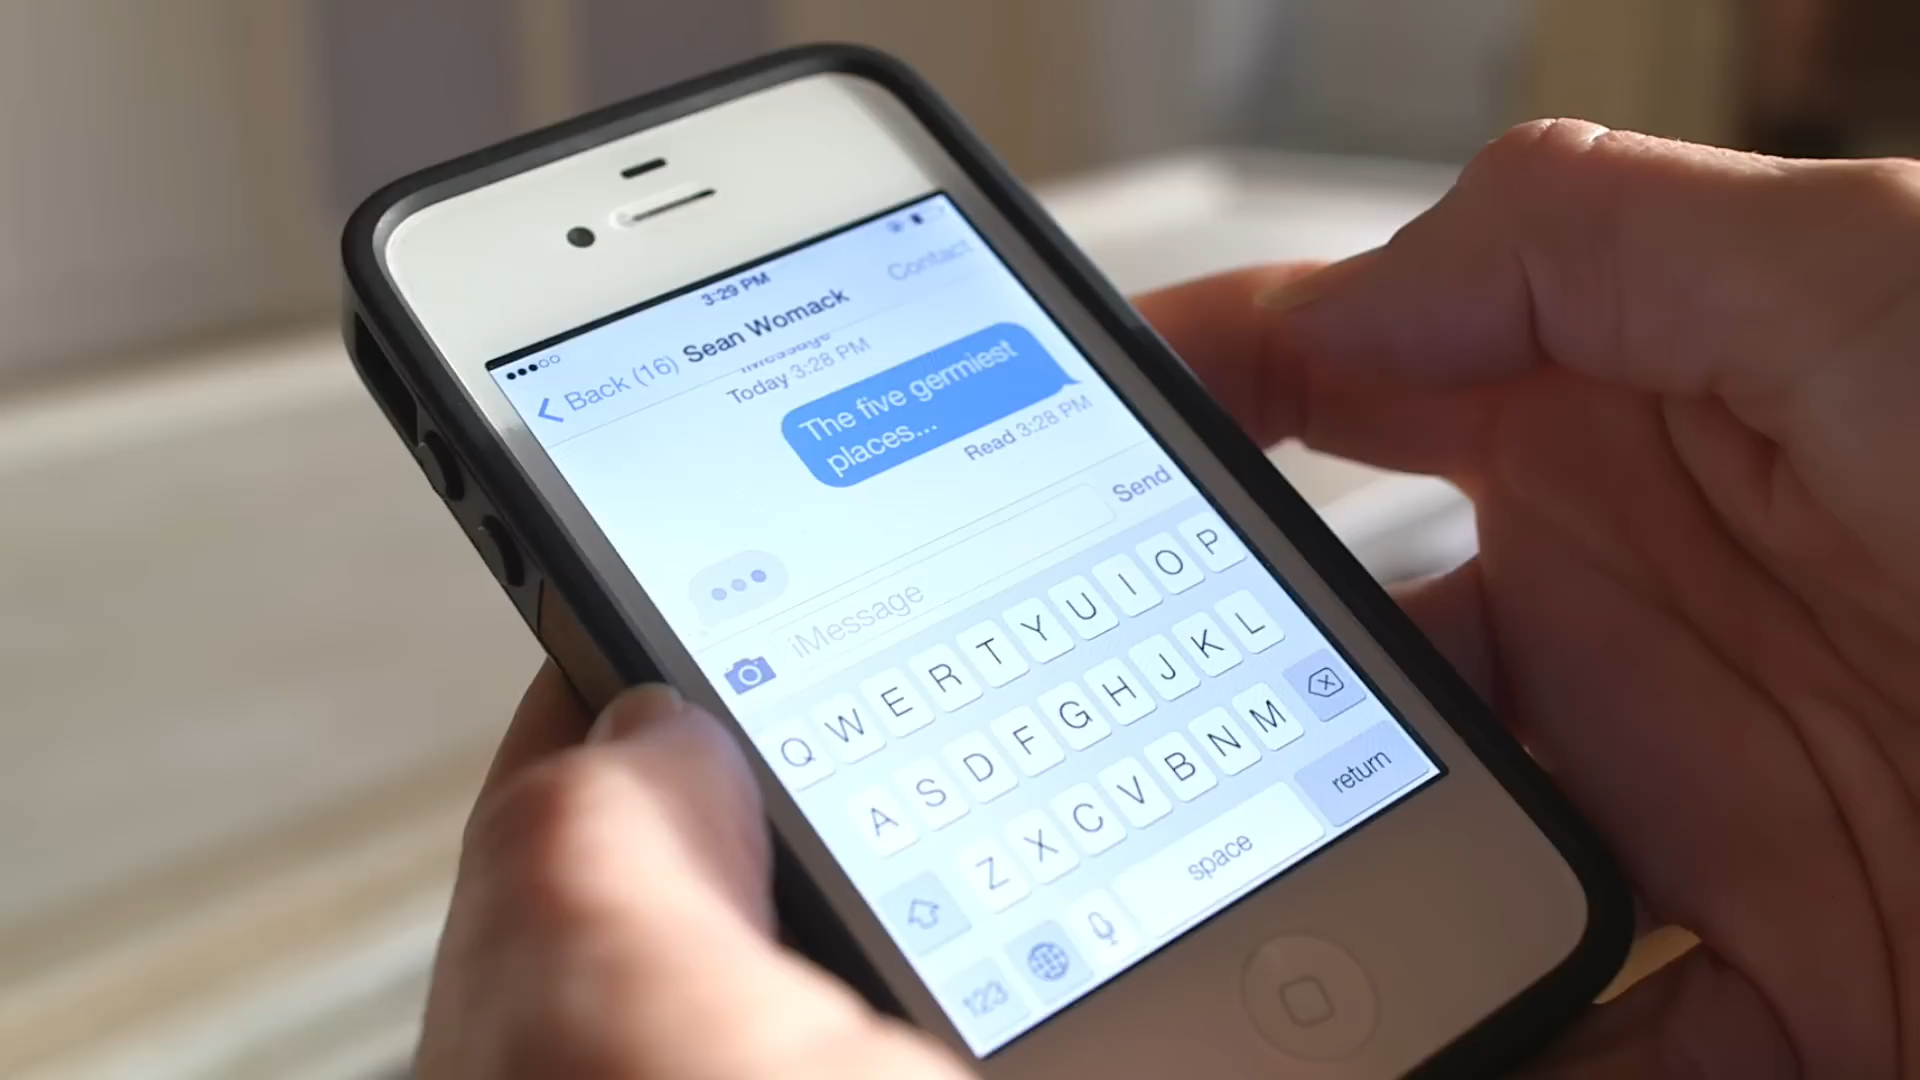 3:29 PM
Back (16) Sean Womack Contact
iMessage
Today 3:28 PM
The five germiest
places...
Read 3:28 PM
iMessage Send
Q W E R T Y U I O P
A S D F G H J K L
Z X C V B N M
123 space return